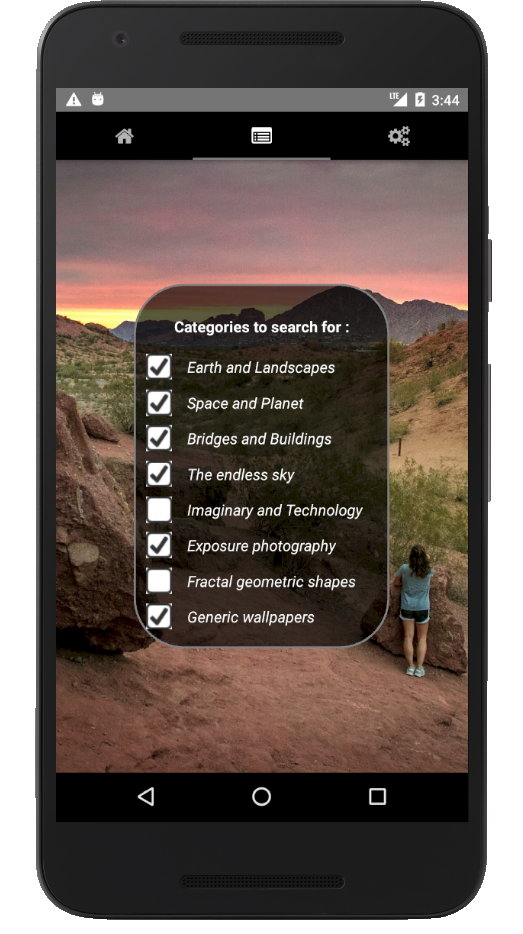 LTE 3:44
Categories to search for :
Earth and Landscapes
Space and Planet
Bridges and Buildings
The endless sky
Imaginary and Technology
Exposure photography
Fractal geometric shapes
Generic wallpapers